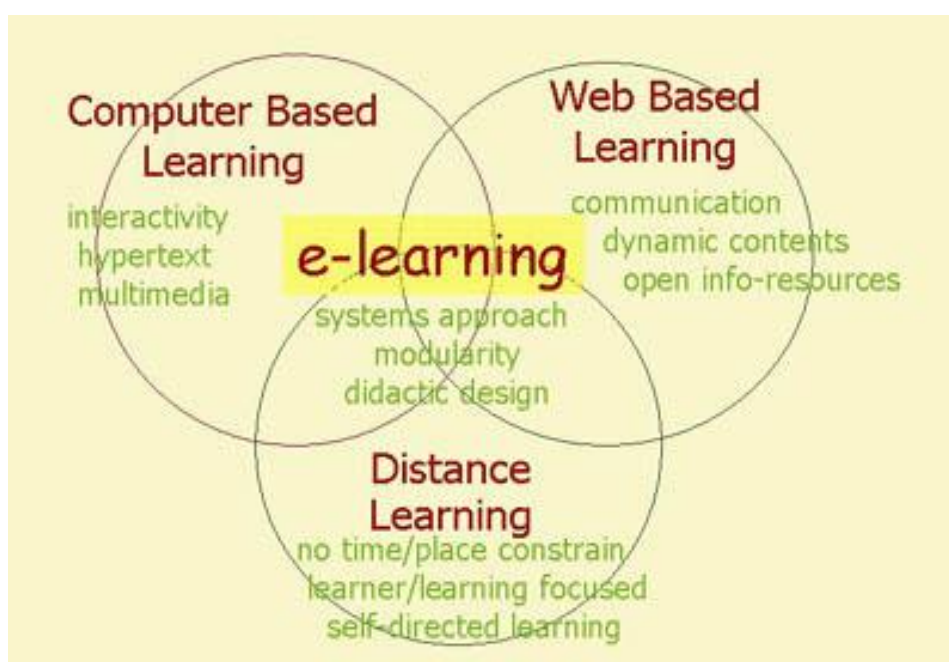 Computer Based
Learning
interactivity
hypertext
multimedia
Web Based
Learning
communication
dynamic contents
open info-resources
e-learning
systems approach
modularity
didactic design
Distance
Learning
no time/place constrain
learner/learning focused
self-directed learning